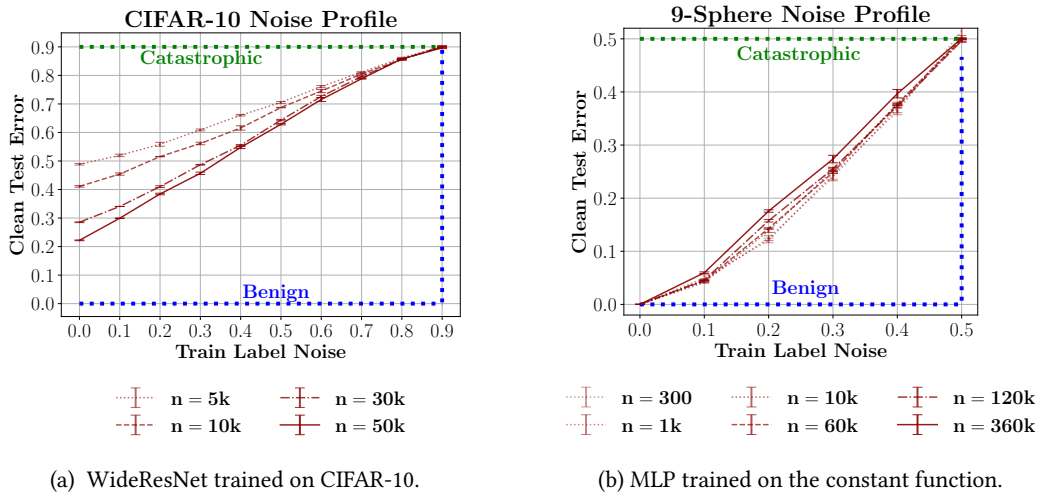 CIFAR-10 Noise Profile
Clean Test Error
0.9
0.8
0.7
0.6
0.5
0.4
0.3
0.2
0.1
0.0
Catastrophic
Benign
0.0 0.1 0.2 0.3 0.4 0.5 0.6 0.7 0.8 0.9
Train Label Noise
n = 5k
n = 10k
n = 30k
n = 50k
(a) WideResNet trained on CIFAR-10.
9-Sphere Noise Profile
Clean Test Error
0.5
0.4
0.3
0.2
0.1
0.0
Catastrophic
Benign
0.0 0.1 0.2 0.3 0.4 0.5
Train Label Noise
n = 300
n = 1k
n = 10k
n = 60k
n = 120k
n = 360k
(b) MLP trained on the constant function.